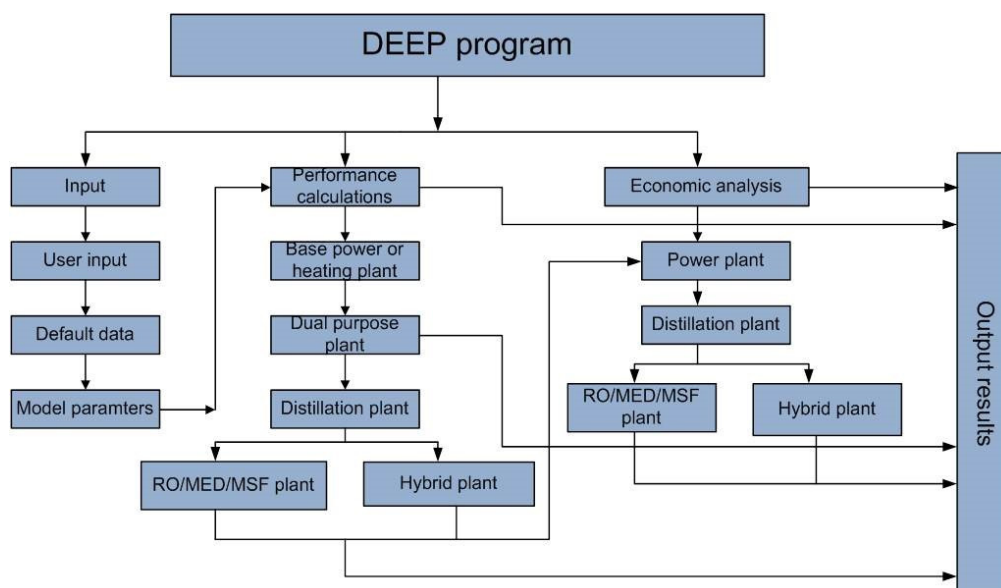 DEEP program
Input
User input
Default data
Model paramters
Performance
calculations
Base power or
heating plant
Dual purpose
plant
Distillation plant
RO/MED/MSF plant
Hybrid plant
Economic analysis
Power plant
Distillation plant
RO/MED/MSF
plant
Hybrid plant
Output results